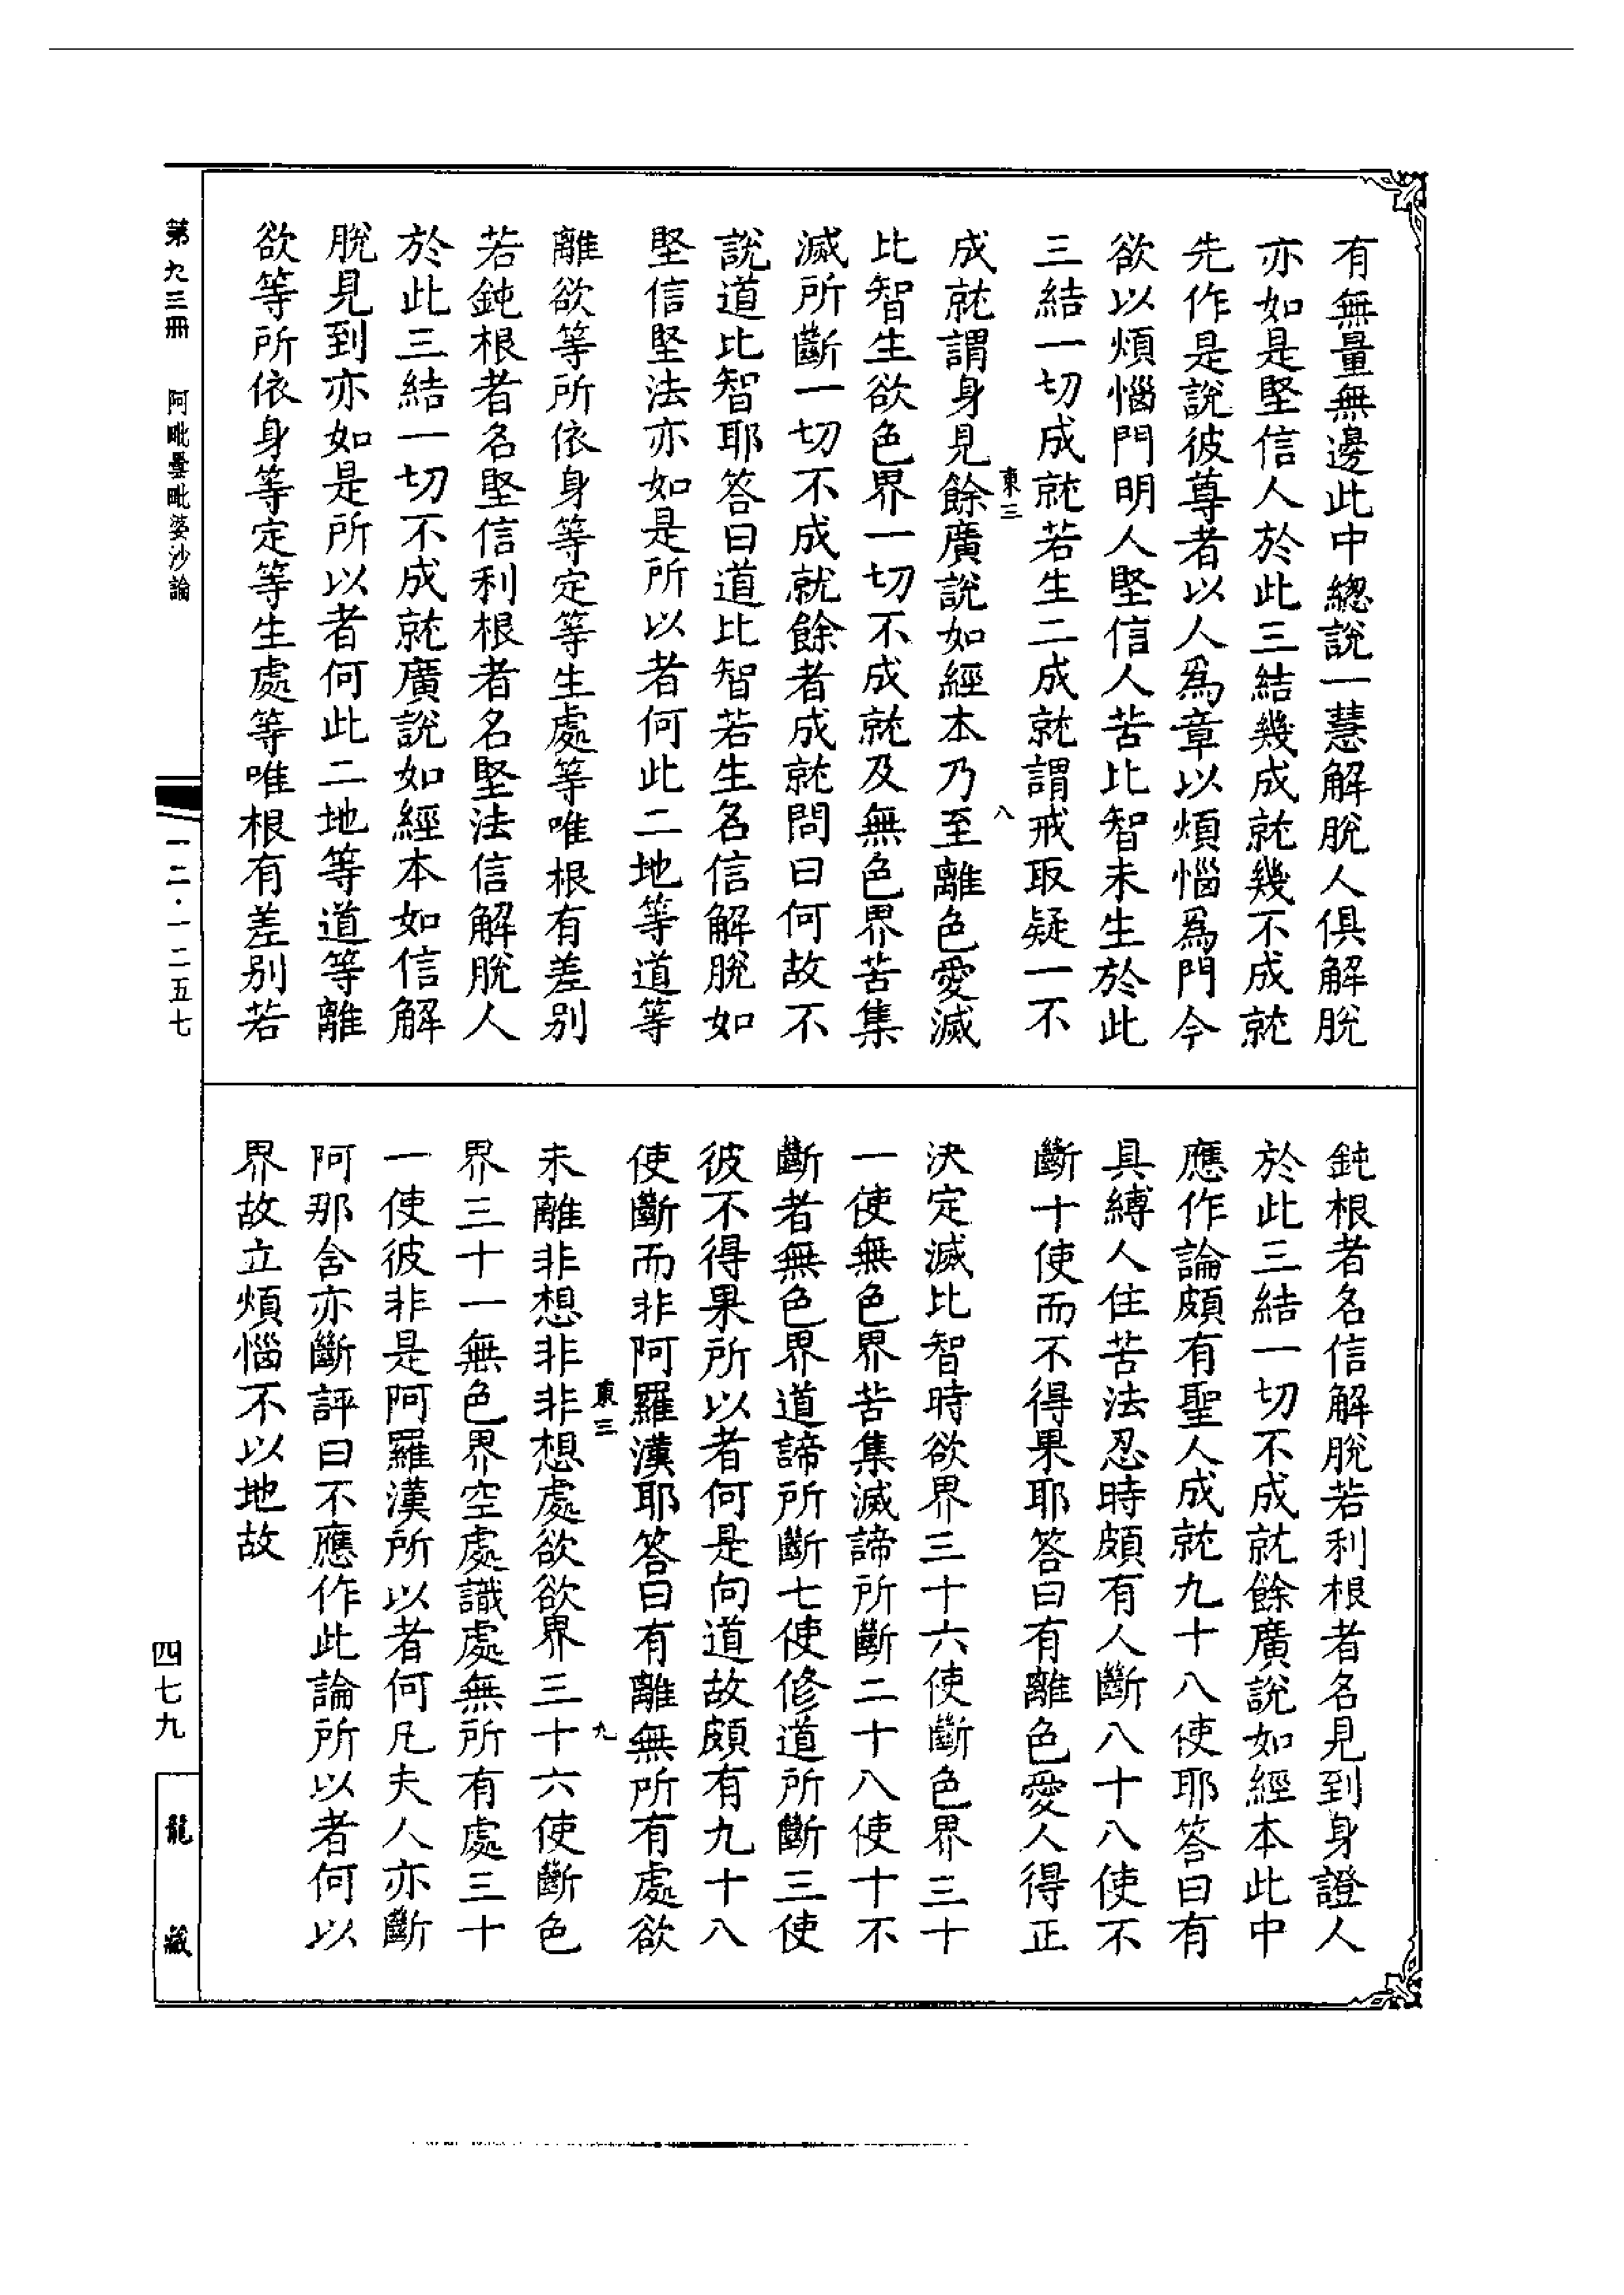 有無量無邊此中總說一慧解脫人俱解脫
亦如是堅信人於此三結幾成就幾不成就
先作是說彼尊者以人爲章以煩惱爲門今
欲以煩惱門明人堅信人苦比智未生於此
三結一切成就若生二成就謂戒取疑一不
東三
八
成就謂身見餘廣說如經本乃至離色愛滅
比智生欲色界一切不成就及無色界苦集
滅所斷一切不成就餘者成就問曰何故不
說道比智耶答曰道比智若生名信解脫如
堅信堅法亦如是所以者何此二地等道等
離欲等所依身等定等生處等唯根有差別
若鈍根者名堅信利根者名堅法信解脫人
於此三結一切不成就廣說如經本如信解
脫見到亦如是所以者何此二地等道等離
欲等所依身等定等生處等唯根有差別若
鈍根者名信解脫若利根者名見到身證人
於此三結一切不成就餘廣說如經本此中
應作論頗有聖人成就九十八使耶答曰有
具縛人住苦法忍時頗有人斷八十八使不
斷十使而不得果耶答曰有離色愛人得正
決定滅比智時欲界三十六使斷色界三十
一使無色界苦集滅諦所斷二十八使十不
斷者無色界道諦所斷七使修道所斷三使
彼不得果所以者何是向道故頗有九十八
使斷而非阿羅漢耶答曰有離無所有處欲
東三
九
未離非想非非想處欲欲界三十六使斷色
界三十一無色界空處識處無所有處三十
一使彼非是阿羅漢所以者何凡夫人亦斷
阿那含亦斷評曰不應作此論所以者何以
界故立煩惱不以地故
第九三冊
阿毗曇毗婆沙論
一二·一二五七
四七九
龍藏